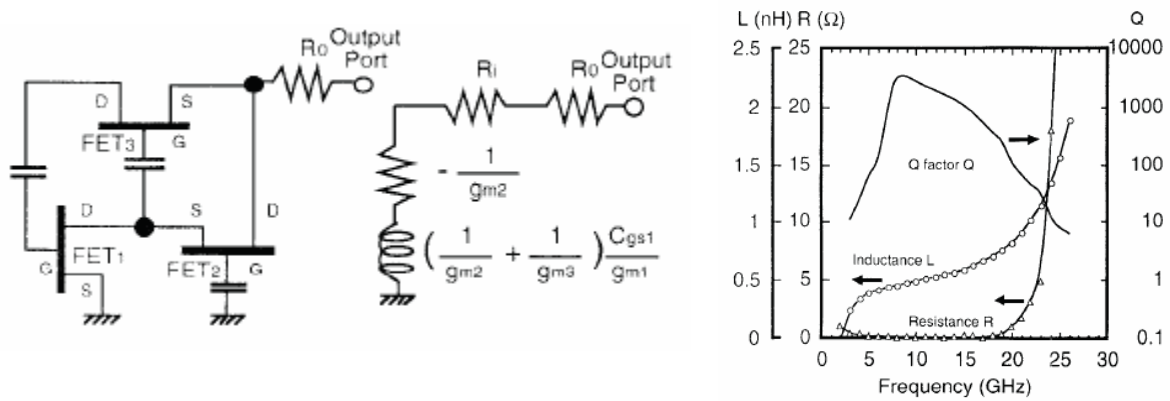 R0 Output
Port
D
S
G
FET3
D
S
D
G
FET1
S
FET2
G
Output
Port
Ri
R0
- 1
gm2
( 1 + 1 ) Cgs1
gm2 gm3 gm1
L (nH) R (Ω)
Q
2.5 25 10000
2 20 1000
1.5 15 100
1 10 10
0.5 5 1
0 0 0.1
Q factor Q
Inductance L
Resistance R
0 5 10 15 20 25 30
Frequency (GHz)